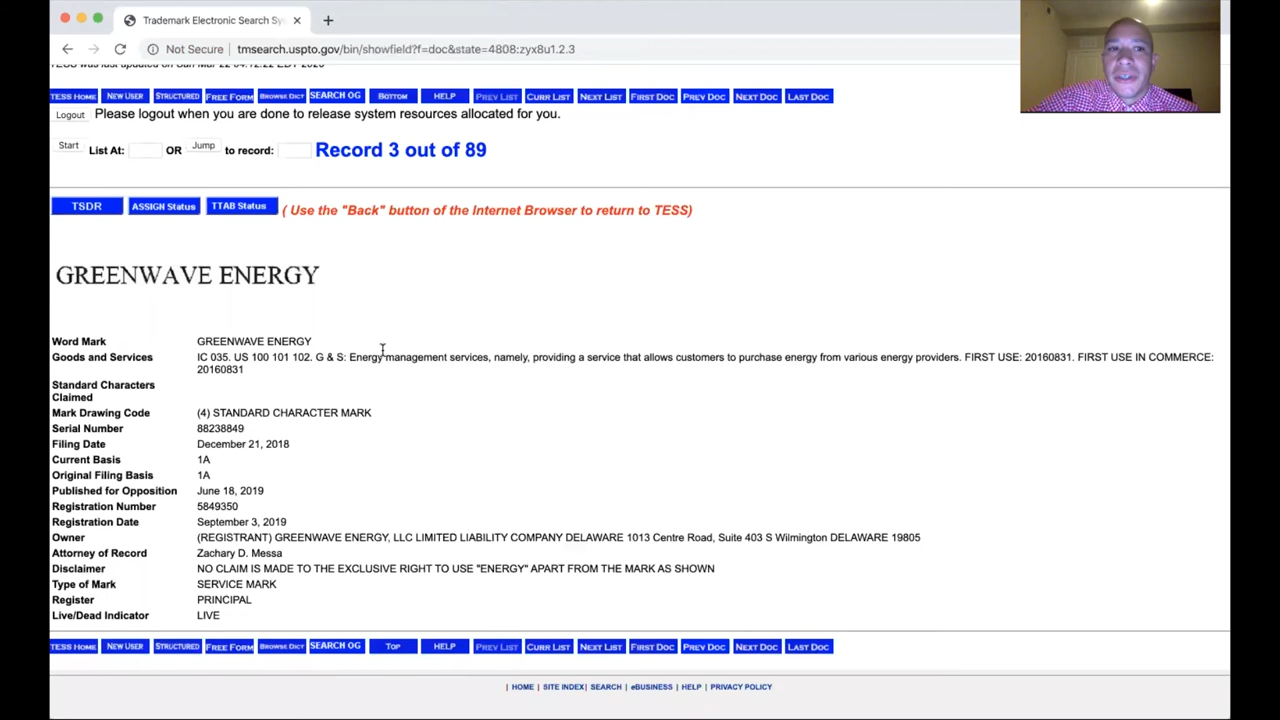 Trademark Electronic Search Sy
Not Secure tmsearch.uspto.gov/bin/showfield?f=doc&state=4808:zyx8u1.2.3
TESS HOME NEW USER STRUCTURED FREE FORM BROWSE DICT SEARCH OG BOTTOM HELP PREV LIST CURR LIST NEXT LIST FIRST DOC PREV DOC NEXT DOC LAST DOC
Logout Please logout when you are done to release system resources allocated for you.
Start List At: OR Jump to record: Record 3 out of 89
TSDR ASSIGN Status TTAB Status ( Use the "Back" button of the Internet Browser to return to TESS)
GREENWAVE ENERGY
Word Mark GREENWAVE ENERGY
Goods and Services IC 035. US 100 101 102. G & S: Energy management services, namely, providing a service that allows customers to purchase energy from various energy providers. FIRST USE: 20160831. FIRST USE IN COMMERCE:
20160831
Standard Characters
Claimed
Mark Drawing Code (4) STANDARD CHARACTER MARK
Serial Number 88238849
Filing Date December 21, 2018
Current Basis 1A
Original Filing Basis 1A
Published for Opposition June 18, 2019
Registration Number 5849350
Registration Date September 3, 2019
Owner (REGISTRANT) GREENWAVE ENERGY, LLC LIMITED LIABILITY COMPANY DELAWARE 1013 Centre Road, Suite 403 S Wilmington DELAWARE 19805
Attorney of Record Zachary D. Messa
Disclaimer NO CLAIM IS MADE TO THE EXCLUSIVE RIGHT TO USE "ENERGY" APART FROM THE MARK AS SHOWN
Type of Mark SERVICE MARK
Register PRINCIPAL
Live/Dead Indicator LIVE
TESS HOME NEW USER STRUCTURED FREE FORM BROWSE DICT SEARCH OG TOP HELP PREV LIST CURR LIST NEXT LIST FIRST DOC PREV DOC NEXT DOC LAST DOC
| HOME | SITE INDEX | SEARCH | eBUSINESS | HELP | PRIVACY POLICY